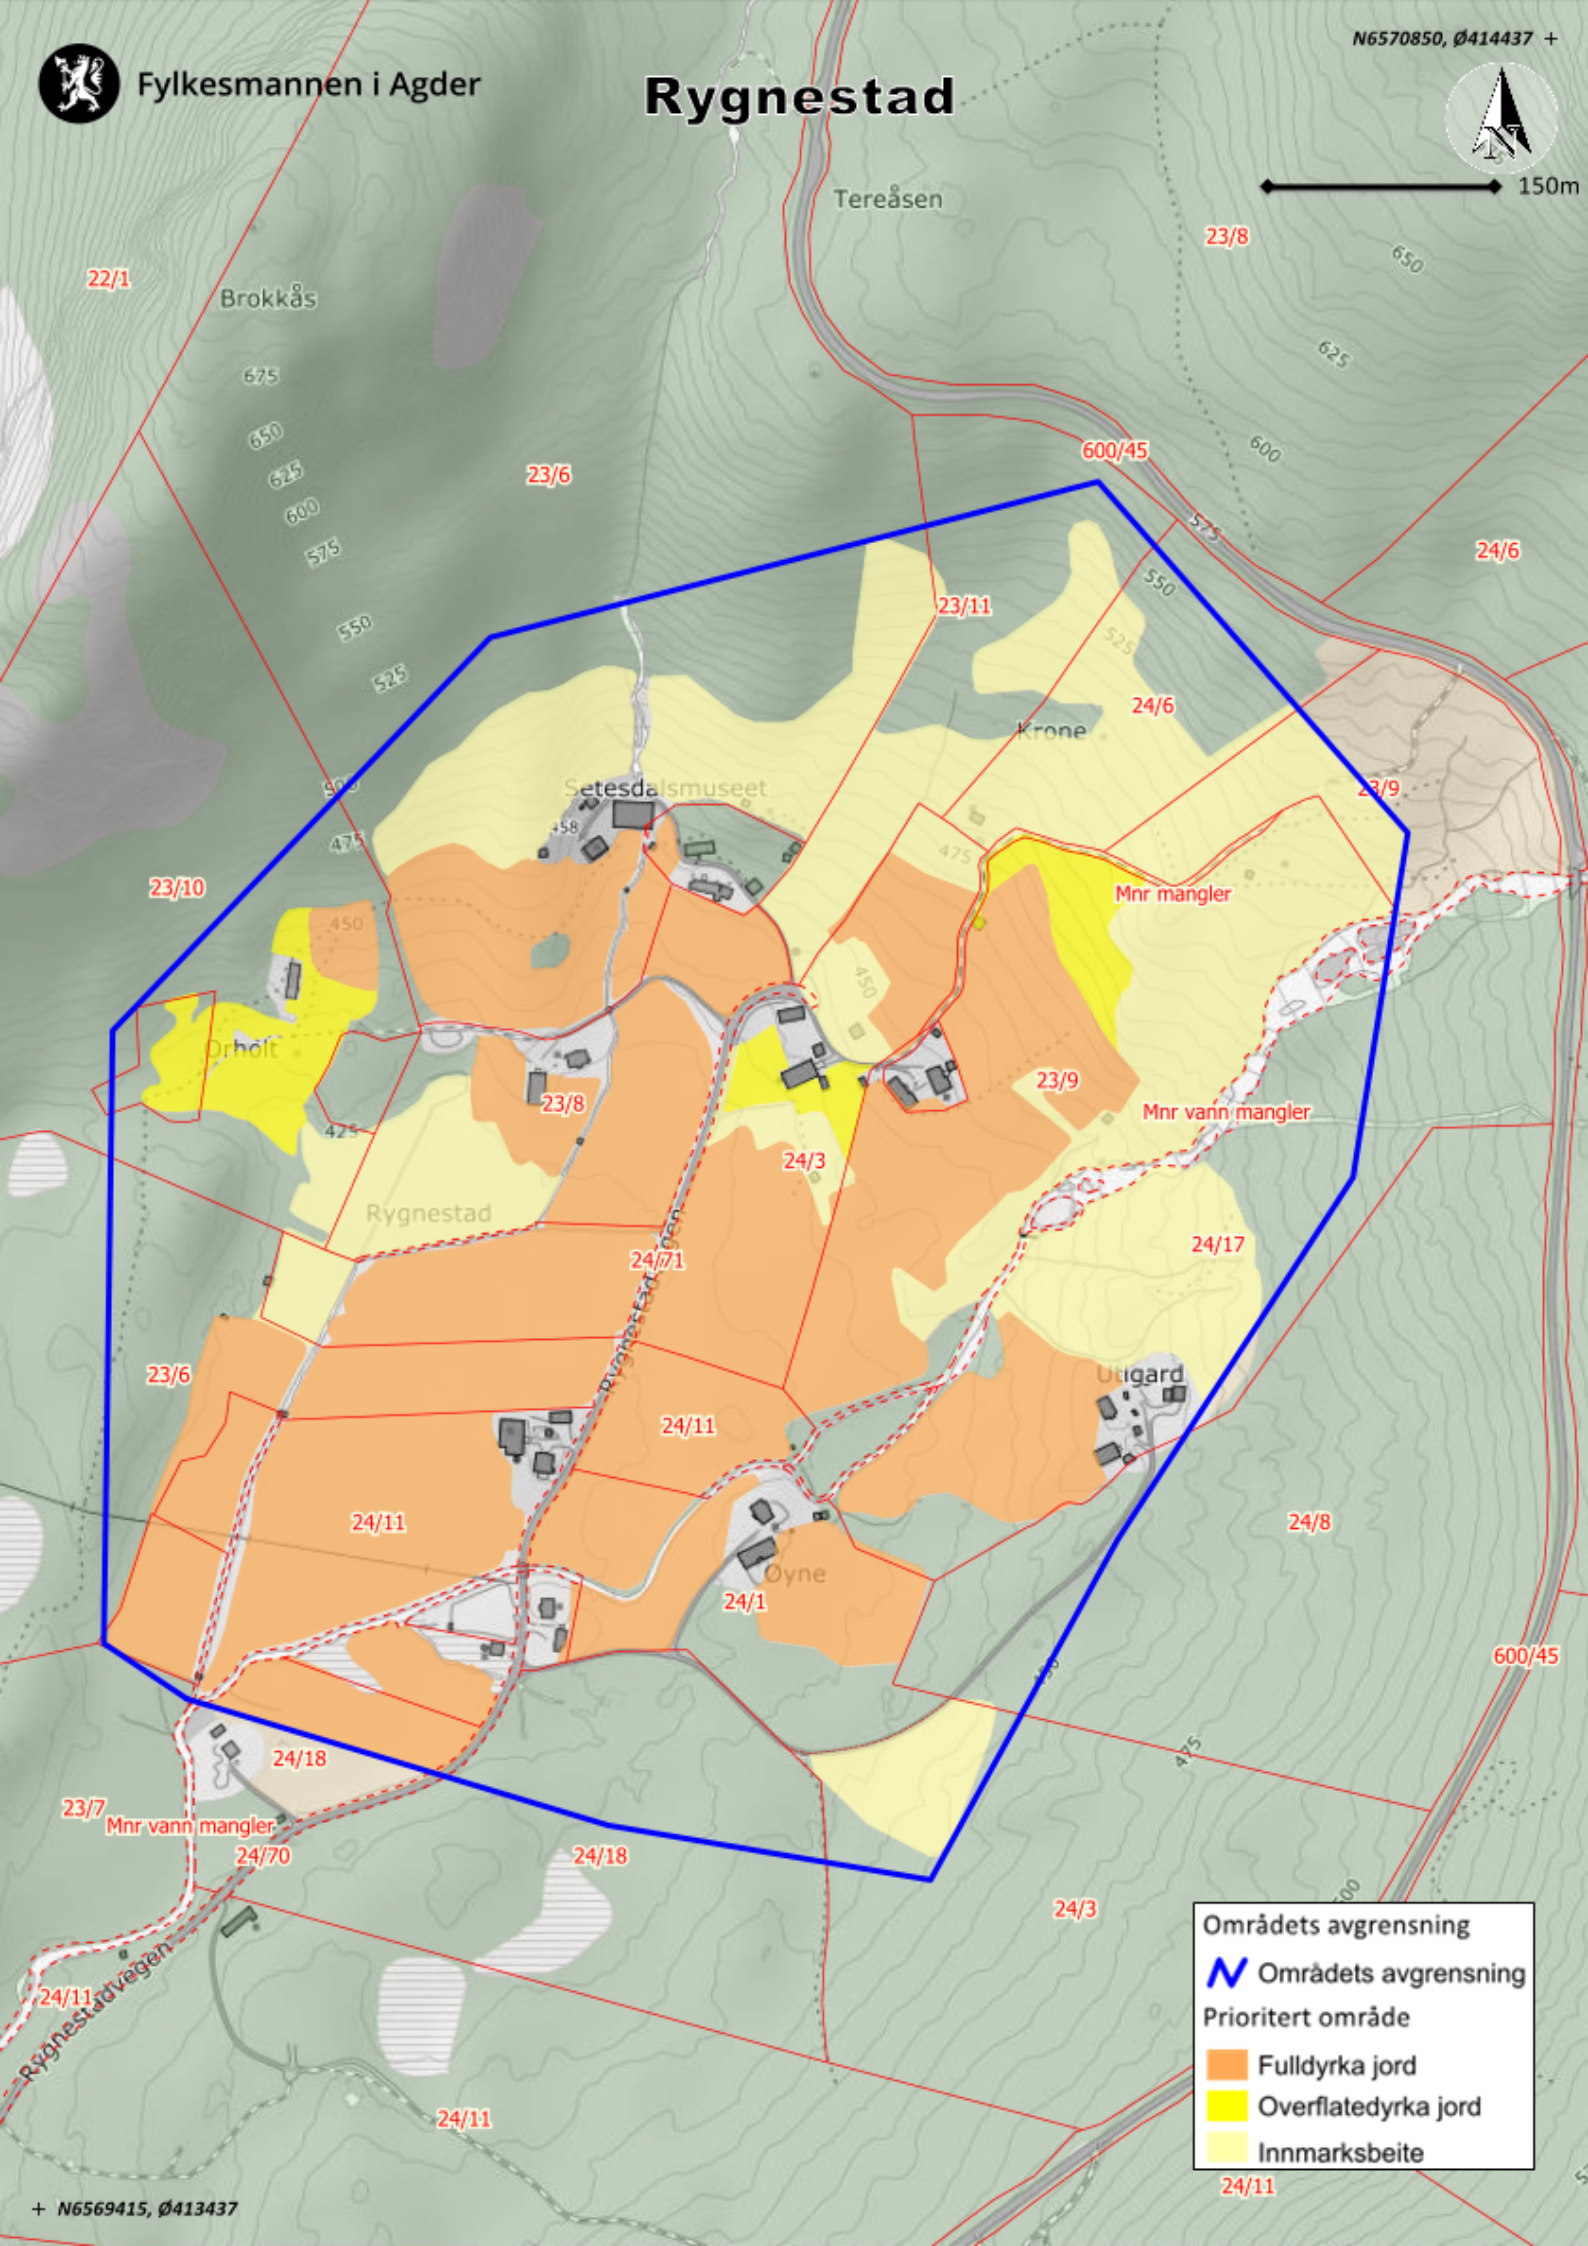 N6570850, Ø414437
Fylkesmannen i Agder
Rygnestad
N
150m
Tereåsen
23/8
650
22/1
Brokkås
625
675
650
600
600/45
625
23/6
600
575
575
24/6
550
550
23/11
525
525
24/6
Krone
500
Setesdalsmuseet
23/9
458
475
475
23/10
Mnr mangler
450
450
Orholt
23/9
23/8
Mnr vann mangler
425
24/3
Rygnestad
24/17
24/71
Rygnestadvegen
23/6
Utigard
24/11
24/11
24/8
Øyne
24/1
600/45
450
475
24/18
23/7
Mnr vann mangler
24/70
24/18
500
24/3
Rygnestadvegen
24/11
24/11
24/11
Områdets avgrensning
Områdets avgrensning
Prioritert område
Fulldyrka jord
Overflatedyrka jord
Innmarksbeite
N6569415, Ø413437